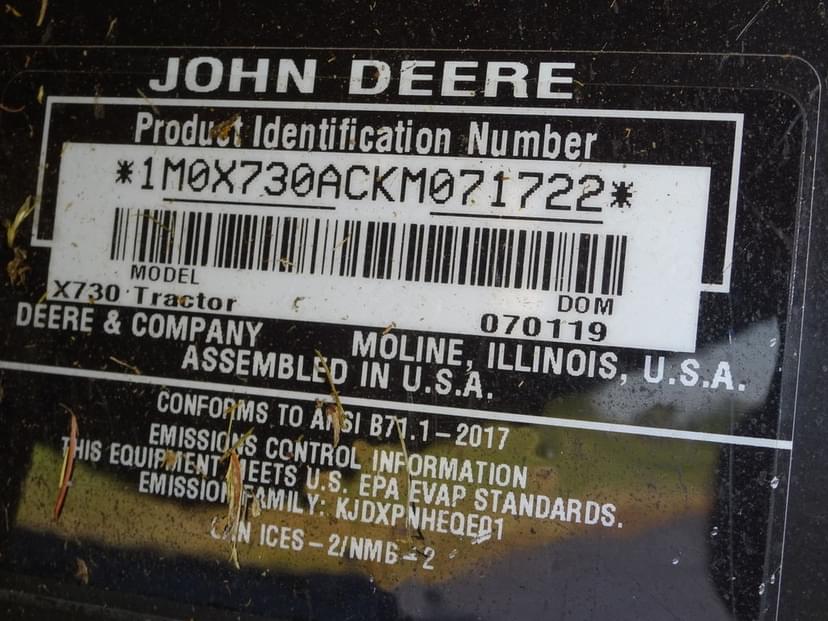 JOHN DEERE
Product Identification Number
*1M0X730ACKM071722*
MODEL DOM
X730 Tractor 070119
DEERE & COMPANY MOLINE, ILLINOIS, U.S.A.
ASSEMBLED IN U.S.A.
CONFORMS TO ANSI B71.1-2017
EMISSIONS CONTROL INFORMATION
THIS EQUIPMENT MEETS U.S. EPA EVAP STANDARDS.
EMISSION FAMILY: KJDXPNHEQE01
CAN ICES-2/NMB-2